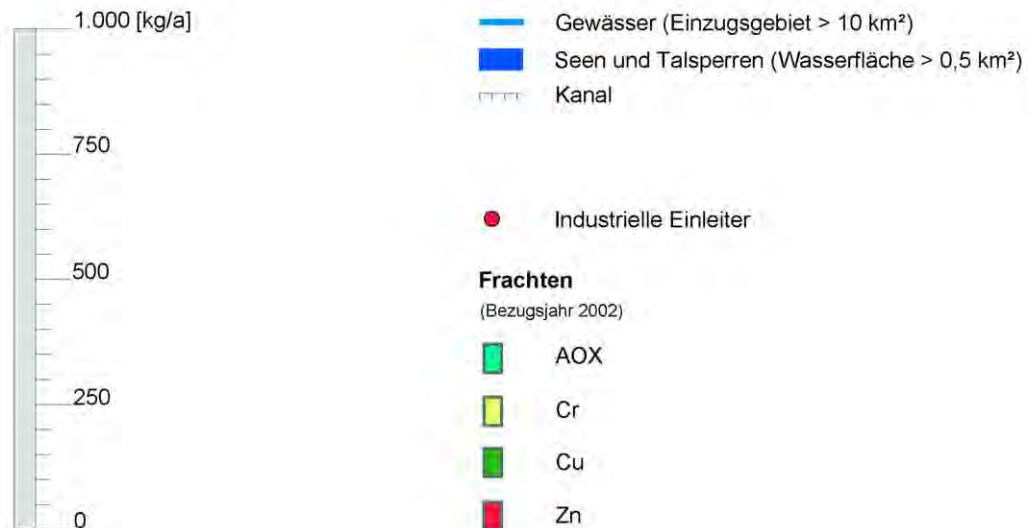 1.000 [kg/a]
750
500
250
0
Gewässer (Einzugsgebiet > 10 km²)
Seen und Talsperren (Wasserfläche > 0,5 km²)
Kanal
Industrielle Einleiter
Frachten
(Bezugsjahr 2002)
AOX
Cr
Cu
Zn